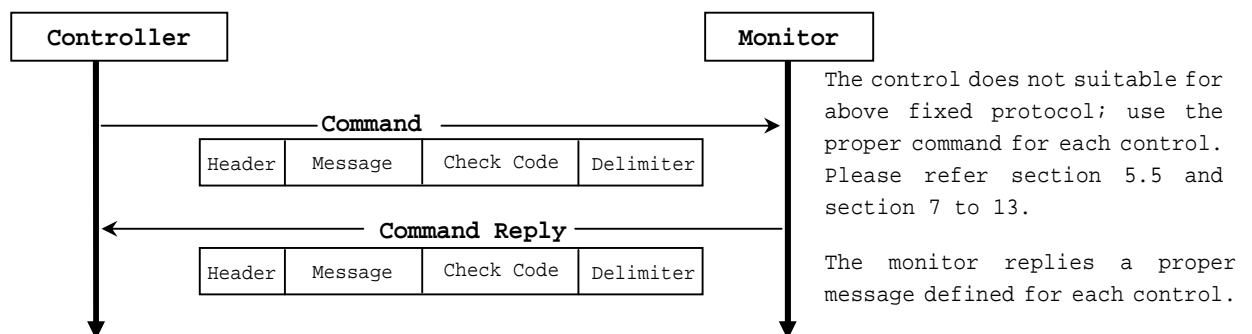 Controller
Monitor
Command
Header Message Check Code Delimiter
Command Reply
Header Message Check Code Delimiter
The control does not suitable for
above fixed protocol; use the
proper command for each control.
Please refer section 5.5 and
section 7 to 13.
The monitor replies a proper
message defined for each control.